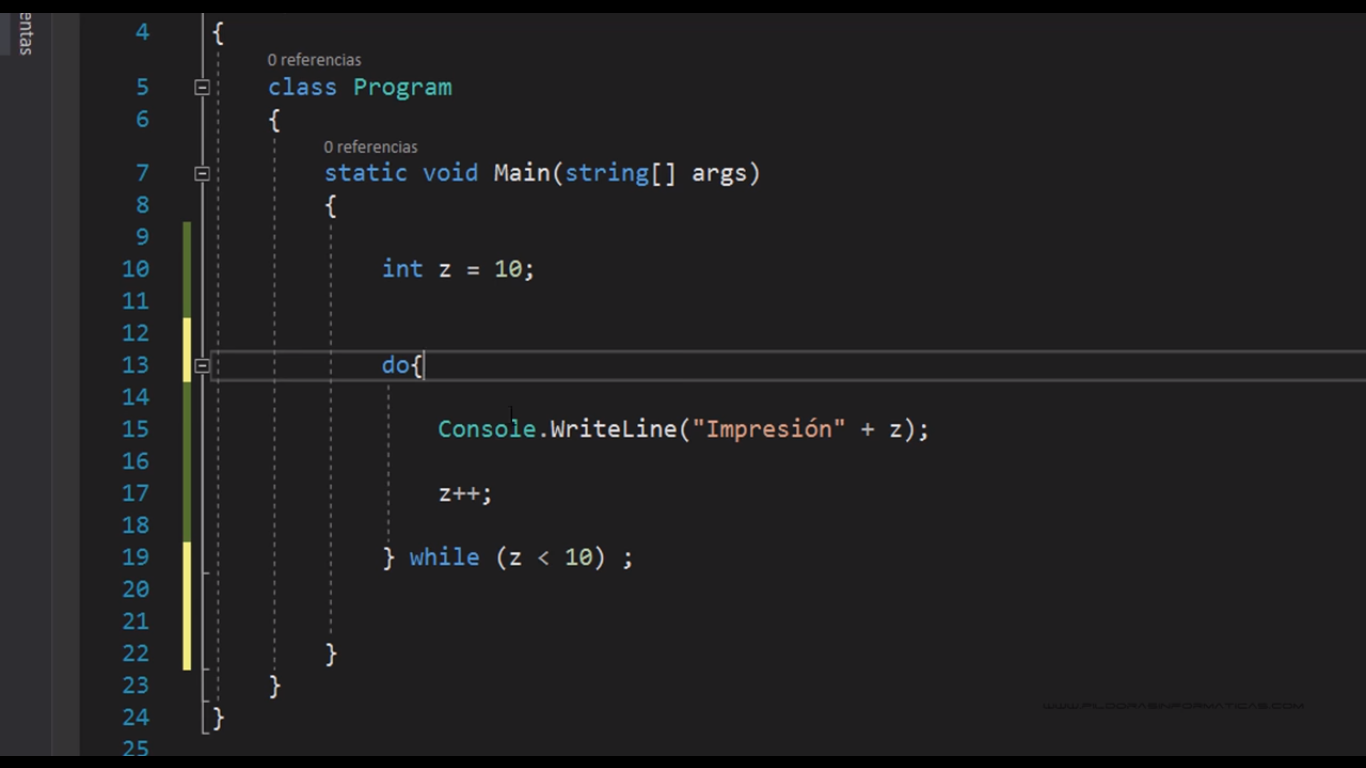 entas
4 {
0 referencias
5 class Program
6 {
0 referencias
7 static void Main(string[] args)
8 {
9
10 int z = 10;
11
12
13 do{
14
15 Console.WriteLine("Impresión" + z);
16
17 z++;
18
19 } while (z < 10) ;
20
21
22 }
23 }
24 }
25
WWW.PILDORASINFORMATICAS.COM